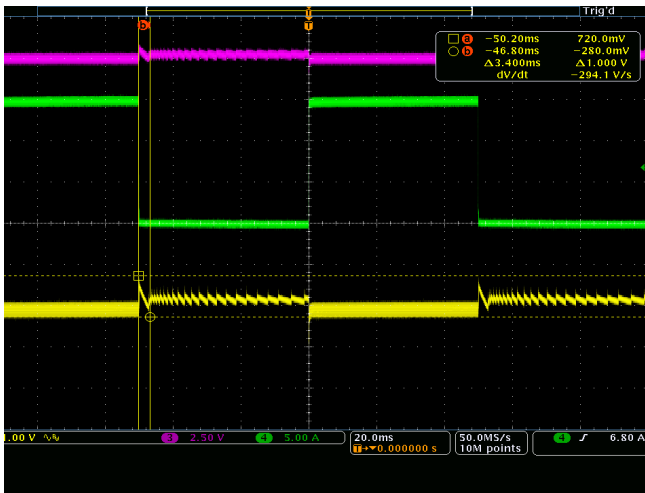 Trig'd
T
b
T
a −50.20ms 720.0mV
b −46.80ms −280.0mV
Δ3.400ms Δ1.000 V
dV/dt −294.1 V/s
1.00 V
3 2.50 V
4 5.00 A
20.0ms
T→▼0.000000 s
50.0MS/s
10M points
4 6.80 A